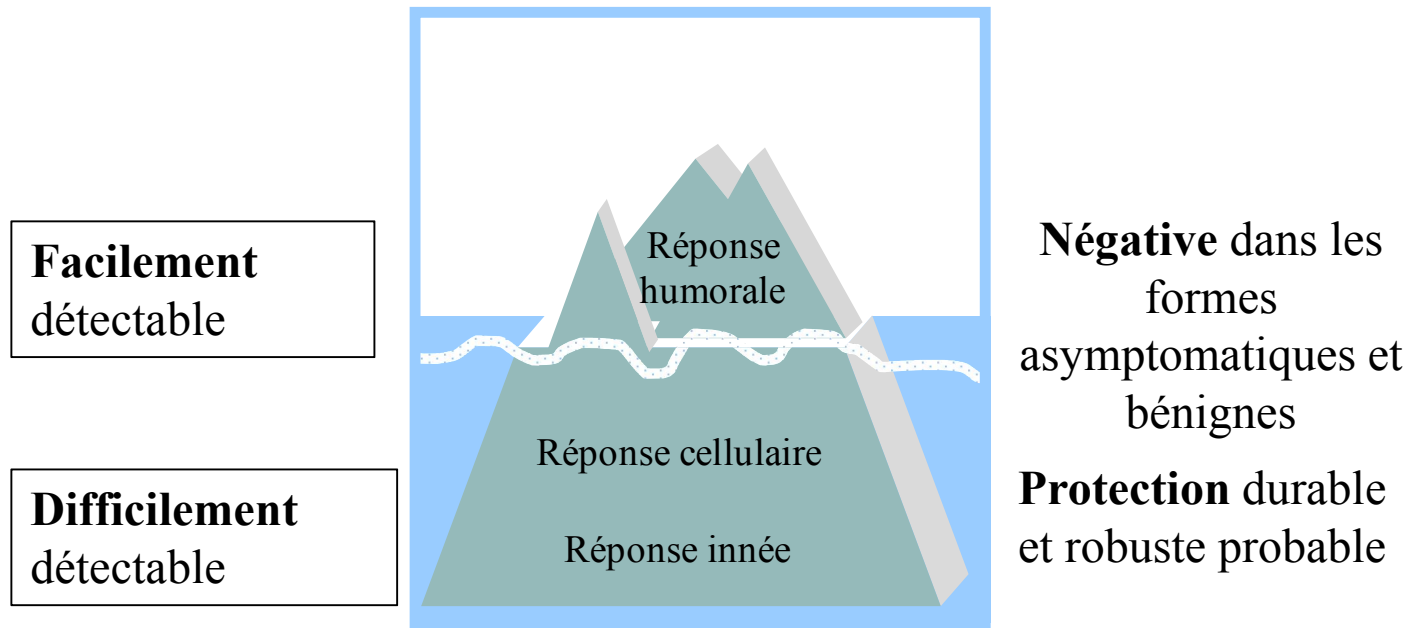 Facilement
détectable
Réponse
humorale
Négative dans les
formes
asymptomatiques et
bénignes
Difficilement
détectable
Réponse cellulaire
Réponse innée
Protection durable
et robuste probable